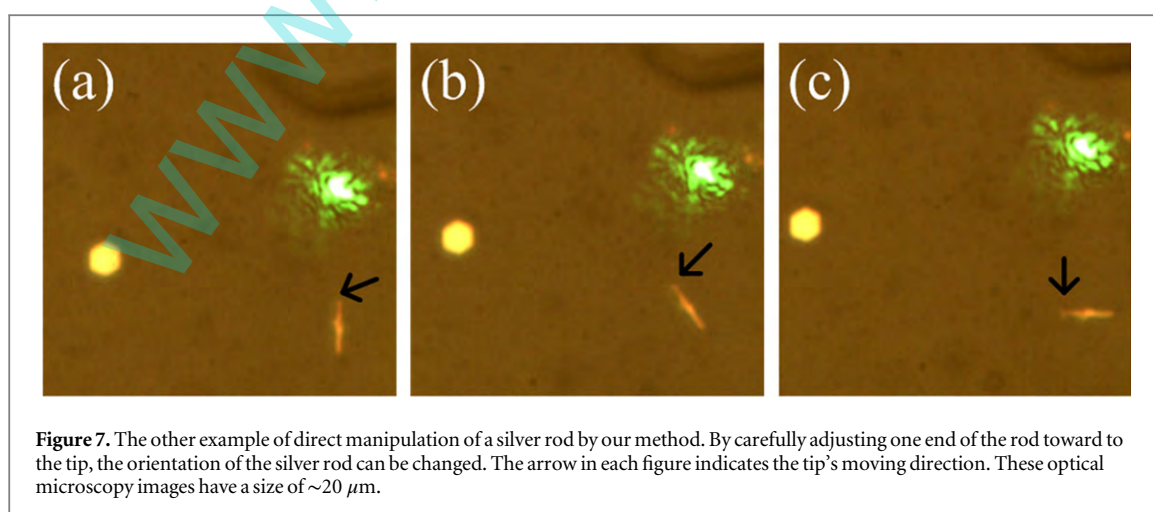 www.
(a) (b) (c)
Figure 7. The other example of direct manipulation of a silver rod by our method. By carefully adjusting one end of the rod toward to
the tip, the orientation of the silver rod can be changed. The arrow in each figure indicates the tip's moving direction. These optical
microscopy images have a size of ~20 μm.